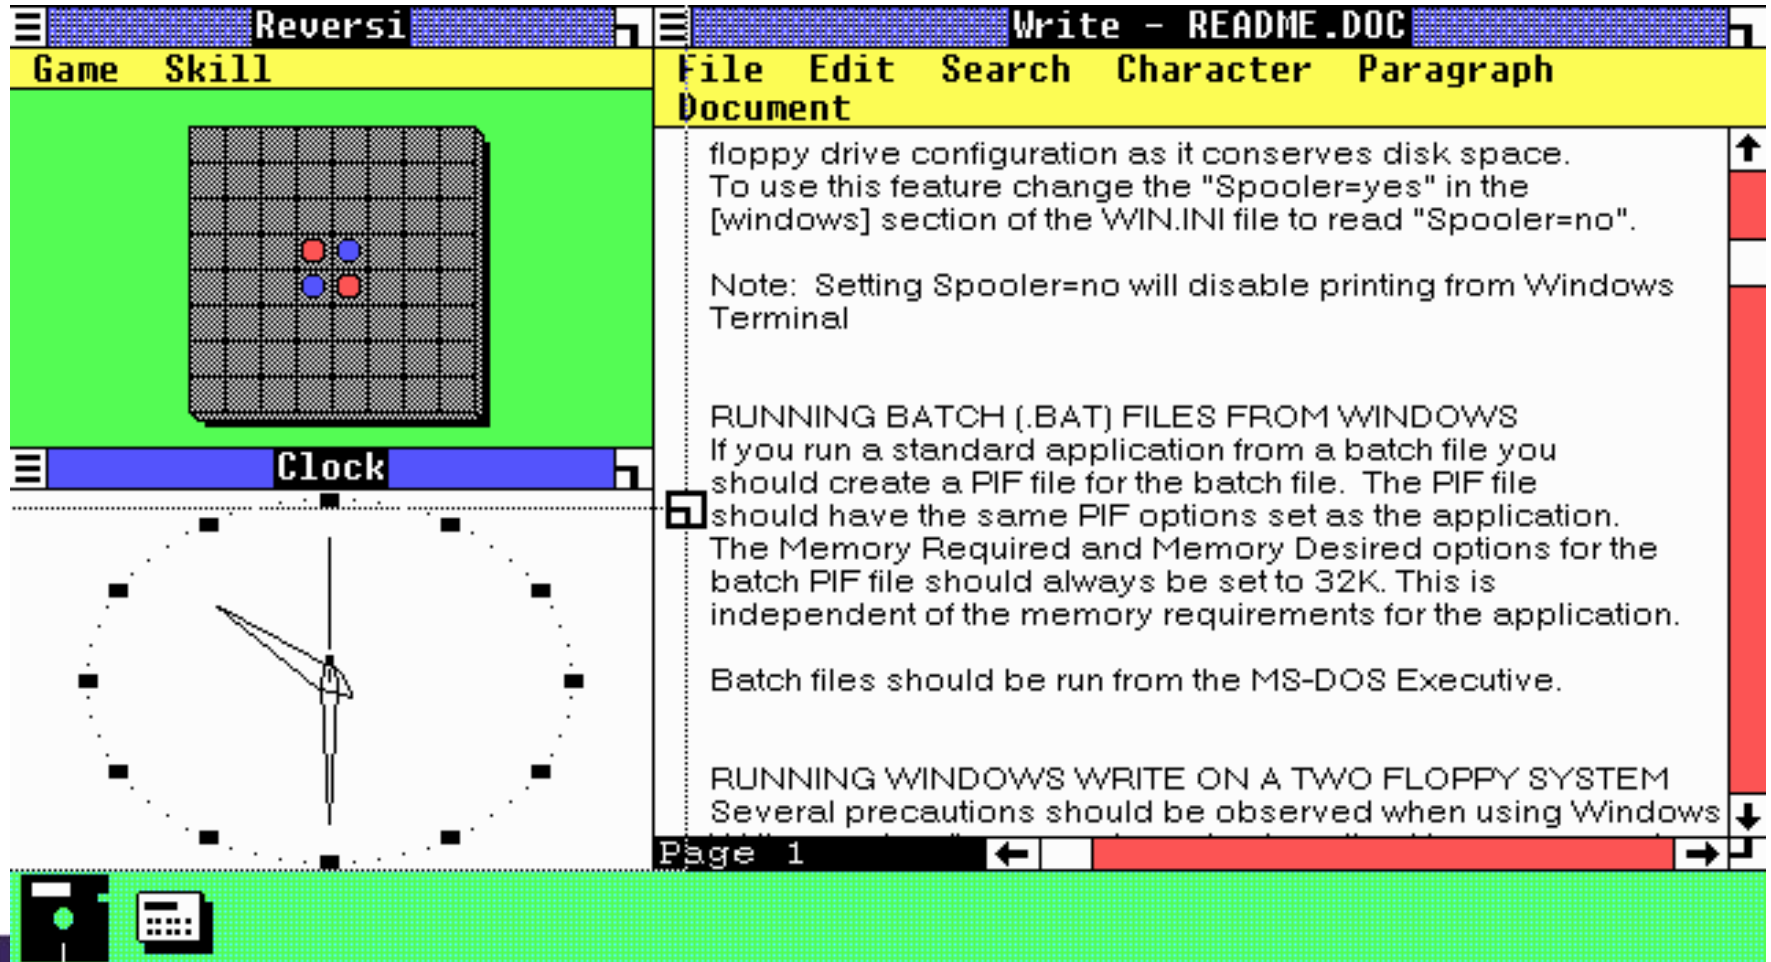 Reversi
Game Skill
Clock
Write - README.DOC
File Edit Search Character Paragraph
Document
floppy drive configuration as it conserves disk space.
To use this feature change the "Spooler=yes" in the
[windows] section of the WIN.INI file to read "Spooler=no".
Note: Setting Spooler=no will disable printing from Windows
Terminal
RUNNING BATCH (.BAT) FILES FROM WINDOWS
If you run a standard application from a batch file you
should create a PIF file for the batch file. The PIF file
should have the same PIF options set as the application.
The Memory Required and Memory Desired options for the
batch PIF file should always be set to 32K. This is
independent of the memory requirements for the application.
Batch files should be run from the MS-DOS Executive.
RUNNING WINDOWS WRITE ON A TWO FLOPPY SYSTEM
Several precautions should be observed when using Windows
Page 1